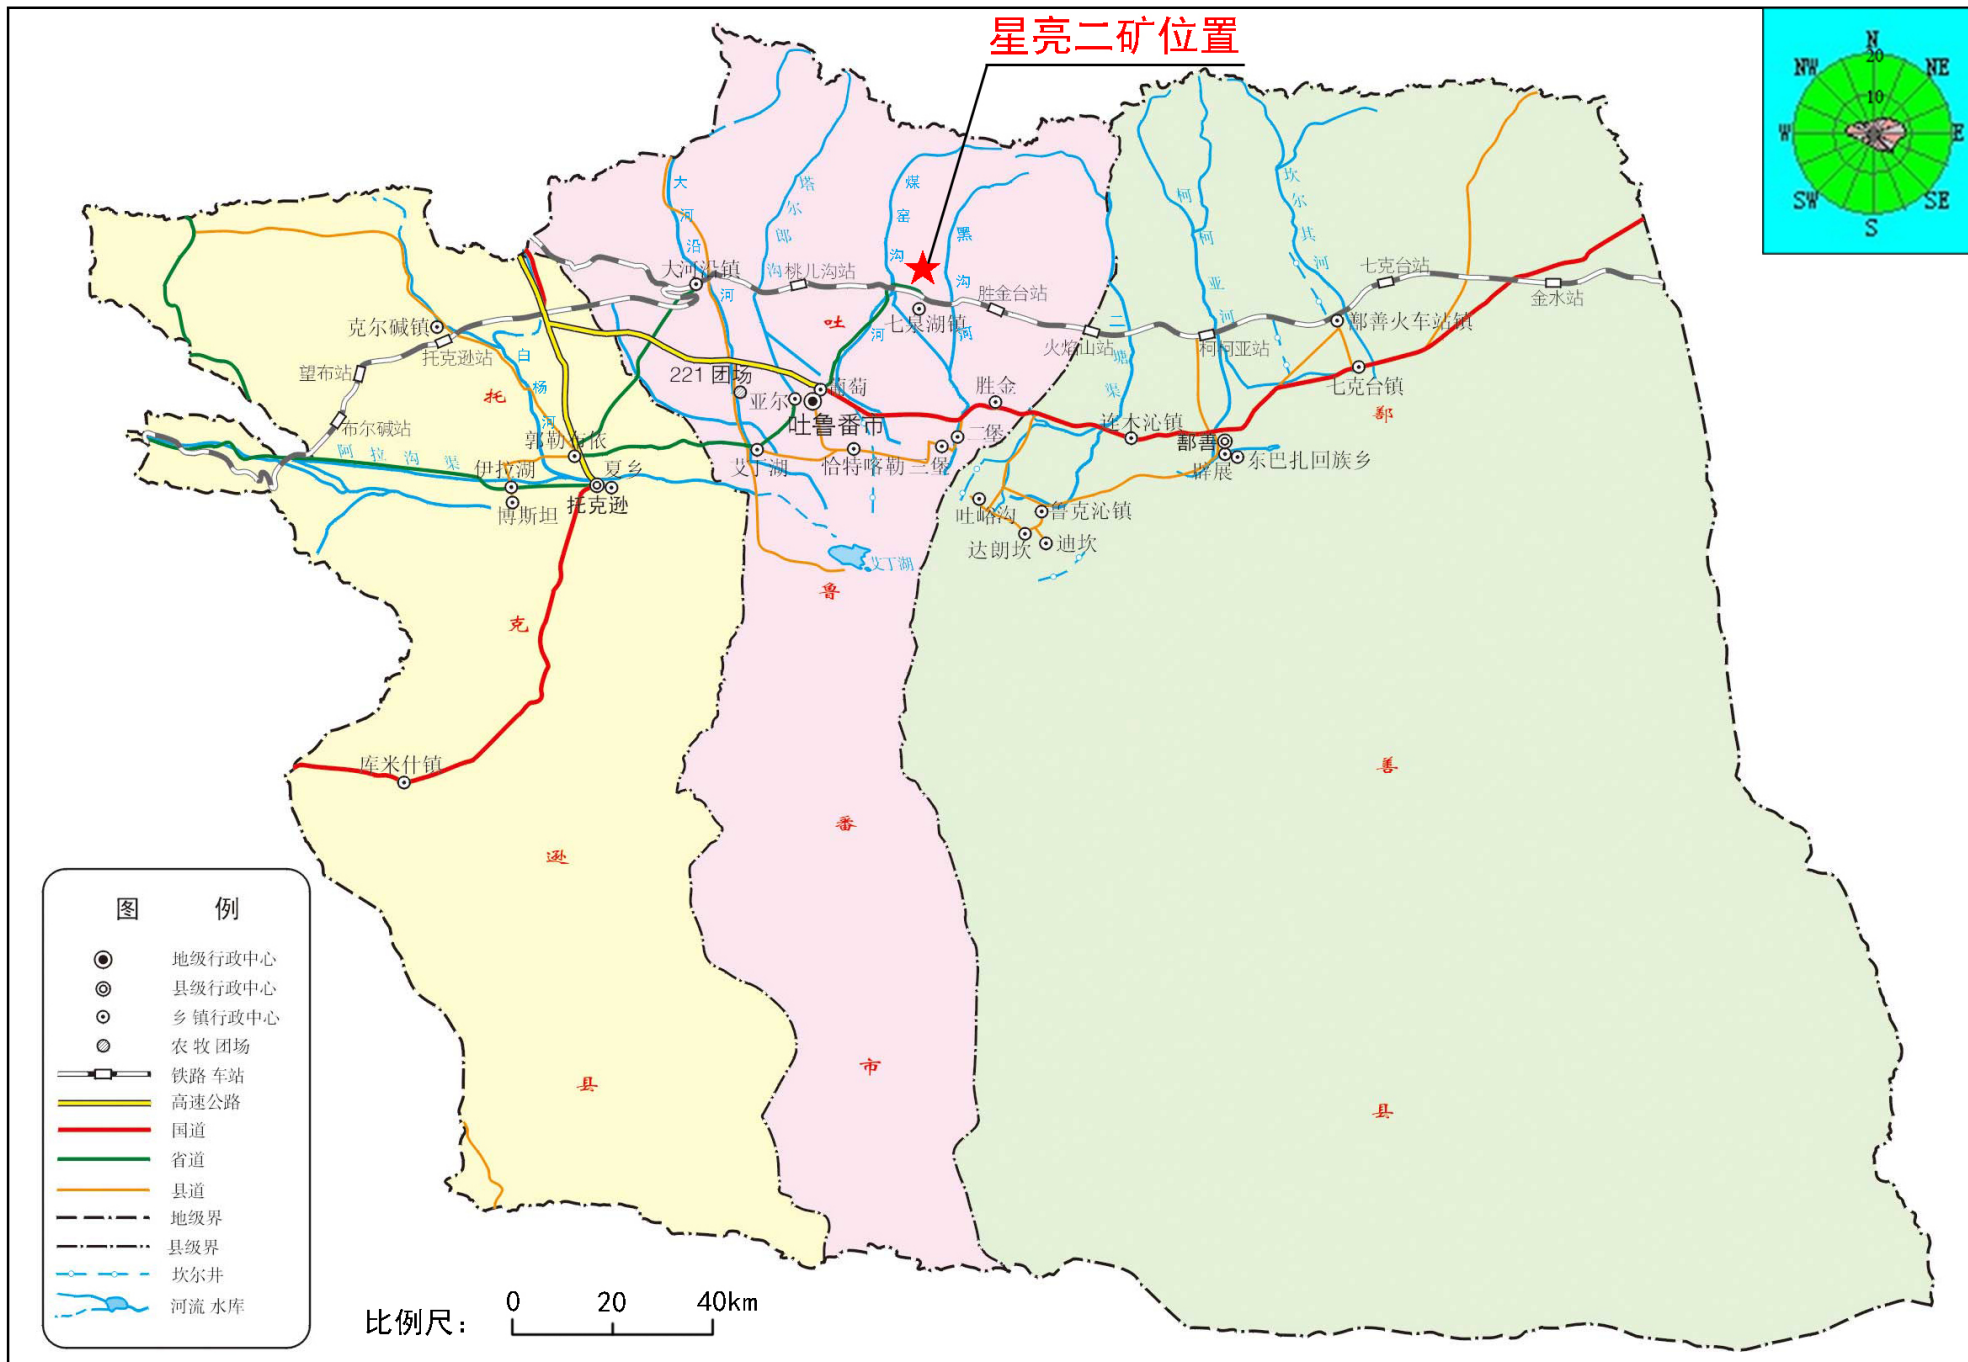 星亮二矿位置
N
20
10
NW
NE
W
E
SW
SE
S
大河沿河
塔尔郎沟
煤窑沟河
黑沟河
二塘渠
柯柯亚河
坎尔其河
白杨河
阿拉沟渠
艾丁湖
大河沿镇
桃儿沟站
七泉湖镇
胜金台站
火焰山站
柯柯亚站
七克台站
金水站
鄯善火车站镇
七克台镇
克尔碱镇
托克逊站
望布站
布尔碱站
221 团场
葡萄
亚尔
吐鲁番市
胜金
二堡
三堡
恰特喀勒
艾丁湖
连木沁镇
鄯善
辟展
东巴扎回族乡
吐峪沟
鲁克沁镇
达朗坎
迪坎
郭勒布依
伊拉湖
夏乡
博斯坦
托克逊
库米什镇
托克逊县
吐鲁番市
鄯善县
图 例
地级行政中心
县级行政中心
乡 镇行政中心
农 牧 团场
铁路 车站
高速公路
国道
省道
县道
地级界
县级界
坎尔井
河流 水库
比例尺：
0 20 40km